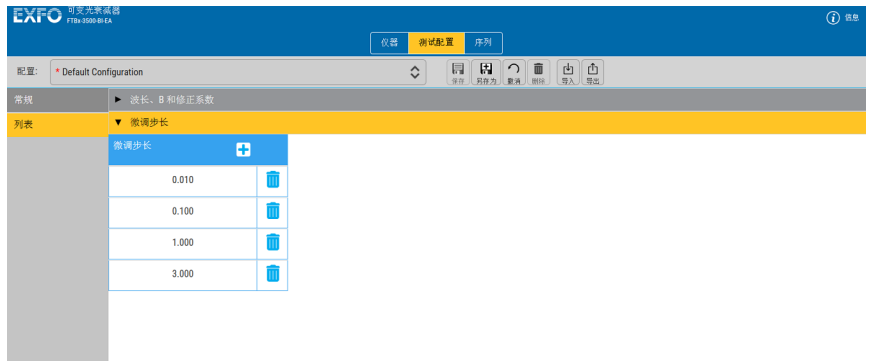 EXFO 可变光衰减器
FTBx-3500-BI-EA
信息
仪器 测试配置 序列
配置: * Default Configuration
保存 另存为 撤消 删除 导入 导出
常规
列表
波长、B 和修正系数
微调步长
微调步长
0.010
0.100
1.000
3.000